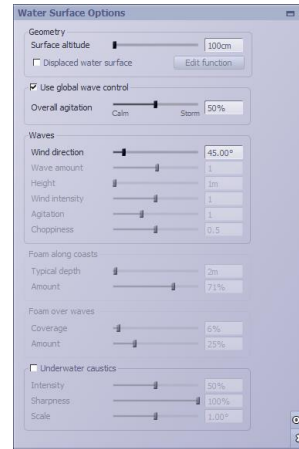 Water Surface Options
Geometry
Surface altitude 100cm
Displaced water surface Edit function
Use global wave control
Overall agitation Calm Storm 50%
Waves
Wind direction 45.00°
Wave amount 1
Height 1m
Wind intensity 1
Agitation 1
Choppiness 0.5
Foam along coasts
Typical depth 2m
Amount 71%
Foam over waves
Coverage 6%
Amount 25%
Underwater caustics
Intensity 50%
Sharpness 100%
Scale 1.00°